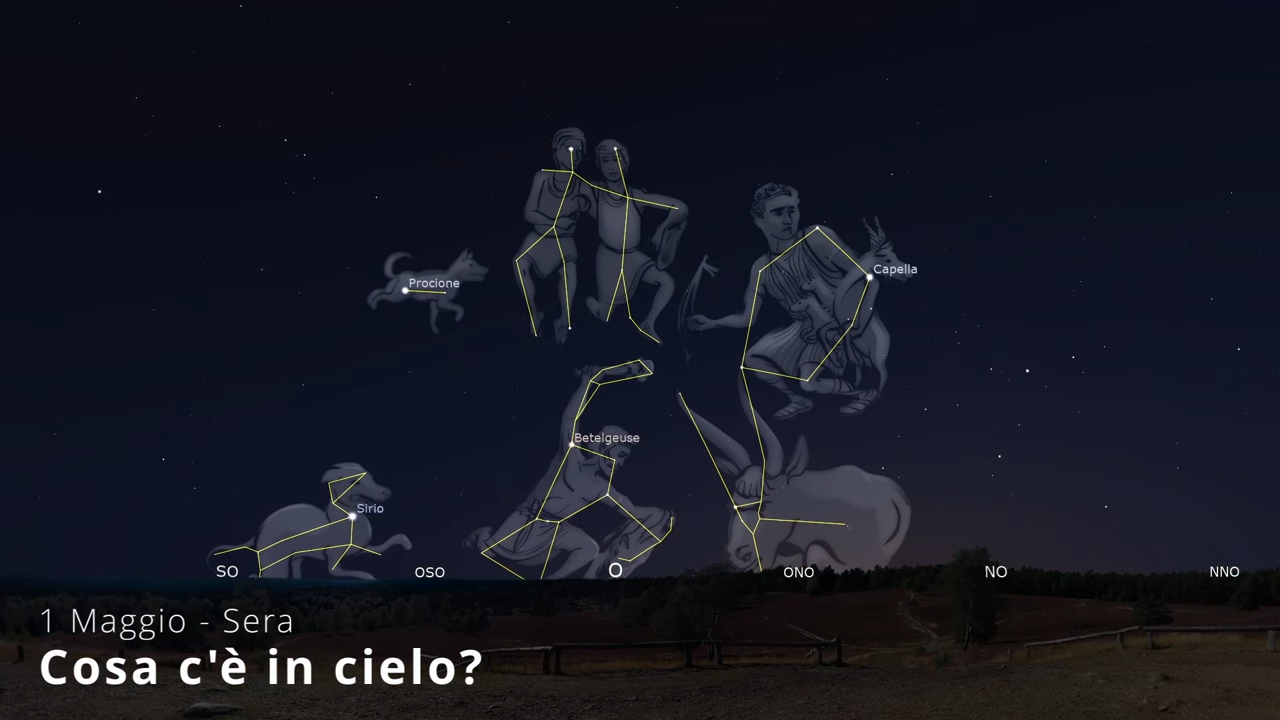 Capella
Procione
Betelgeuse
Sirio
SO
OSO
O
ONO
NO
NNO
1 Maggio - Sera
Cosa c'è in cielo?